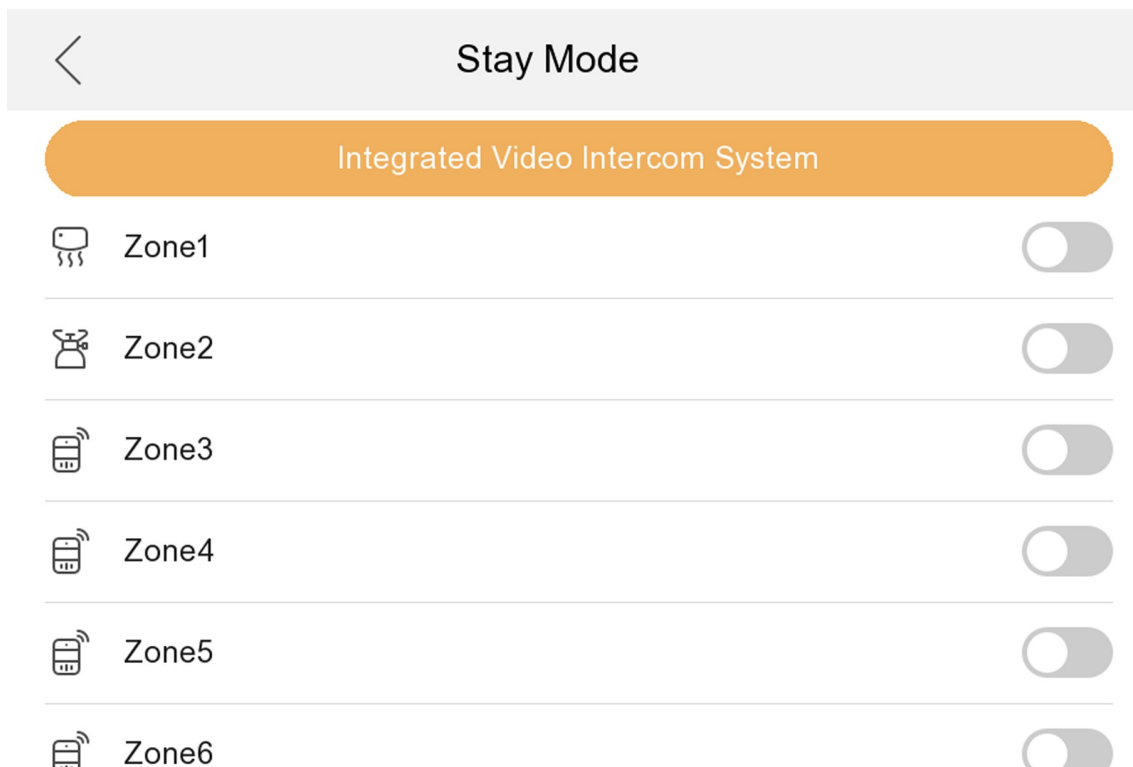 Stay Mode
Integrated Video Intercom System
Zone1
Zone2
Zone3
Zone4
Zone5
Zone6